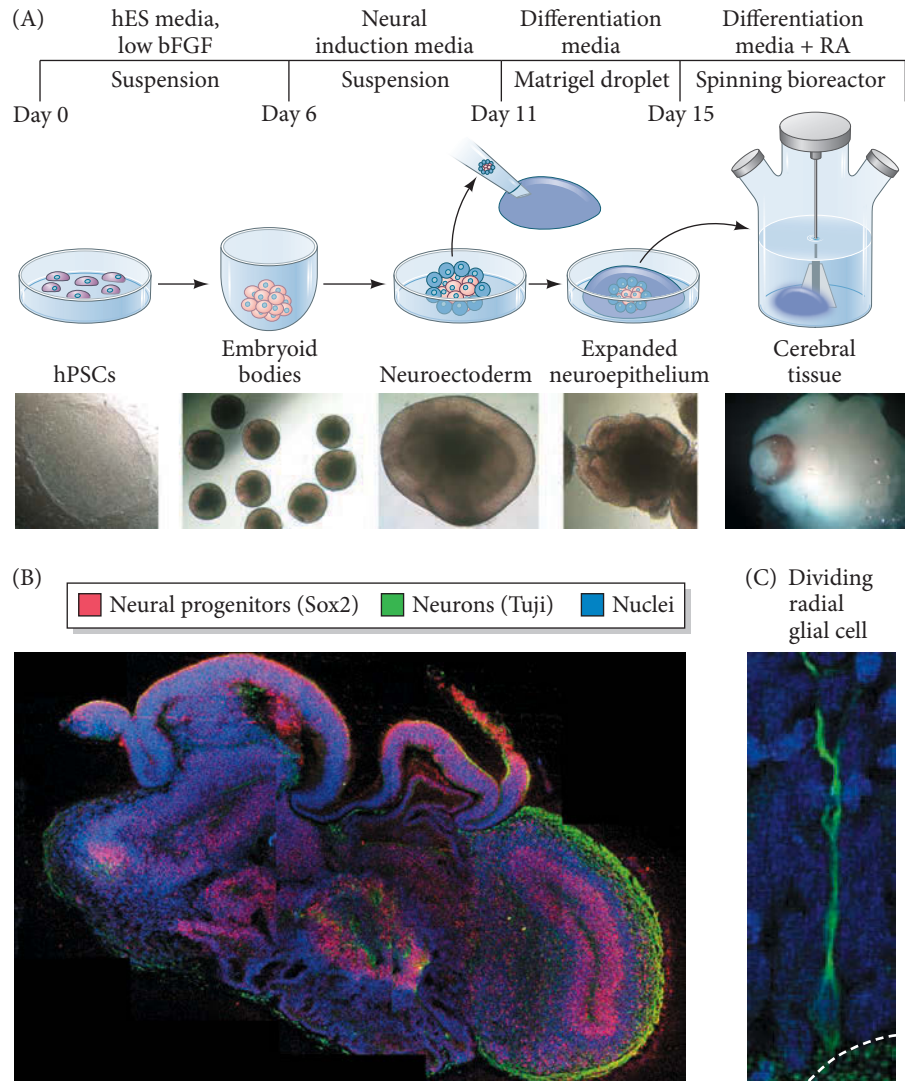 (A)
hES media,
low bFGF
Neural
induction media
Differentiation
media
Differentiation
media + RA
Suspension
Suspension
Matrigel droplet
Spinning bioreactor
Day 0
Day 6
Day 11
Day 15
hPSCs
Embryoid
bodies
Neuroectoderm
Expanded
neuroepithelium
Cerebral
tissue
(B)
Neural progenitors (Sox2)
Neurons (Tuji)
Nuclei
(C) Dividing
radial
glial cell